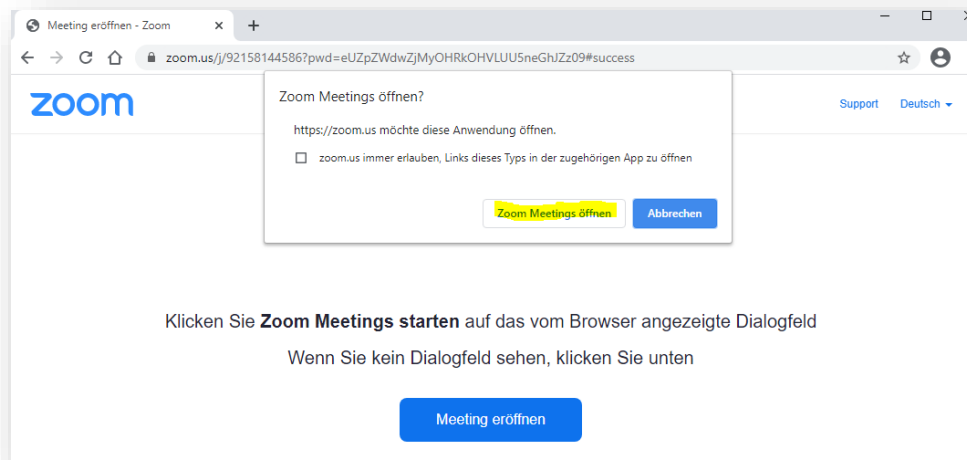 Meeting eröffnen - Zoom
zoom.us/j/92158144586?pwd=eUZpZWdwZjMyOHRkOHVLUU5neGhJZz09#success
zoom
Support Deutsch
Zoom Meetings öffnen?
https://zoom.us möchte diese Anwendung öffnen.
zoom.us immer erlauben, Links dieses Typs in der zugehörigen App zu öffnen
Zoom Meetings öffnen Abbrechen
Klicken Sie Zoom Meetings starten auf das vom Browser angezeigte Dialogfeld
Wenn Sie kein Dialogfeld sehen, klicken Sie unten
Meeting eröffnen